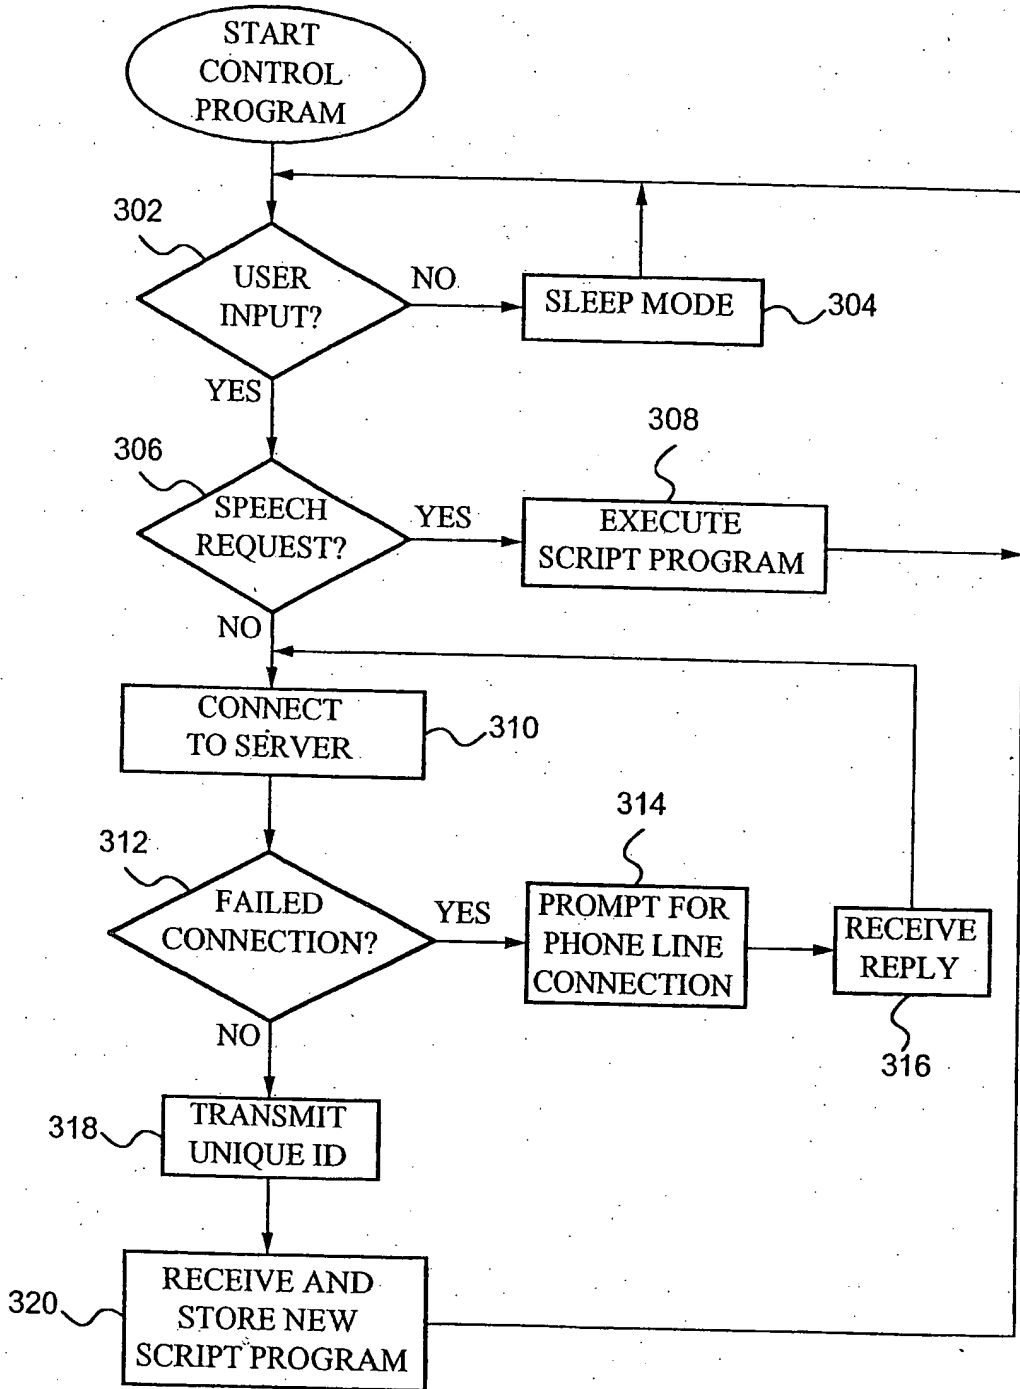 START
CONTROL
PROGRAM
302
USER
INPUT?
NO
SLEEP MODE
304
YES
306
SPEECH
REQUEST?
YES
308
EXECUTE
SCRIPT PROGRAM
NO
CONNECT
TO SERVER
310
312
FAILED
CONNECTION?
YES
314
PROMPT FOR
PHONE LINE
CONNECTION
RECEIVE
REPLY
316
NO
318
TRANSMIT
UNIQUE ID
320
RECEIVE AND
STORE NEW
SCRIPT PROGRAM